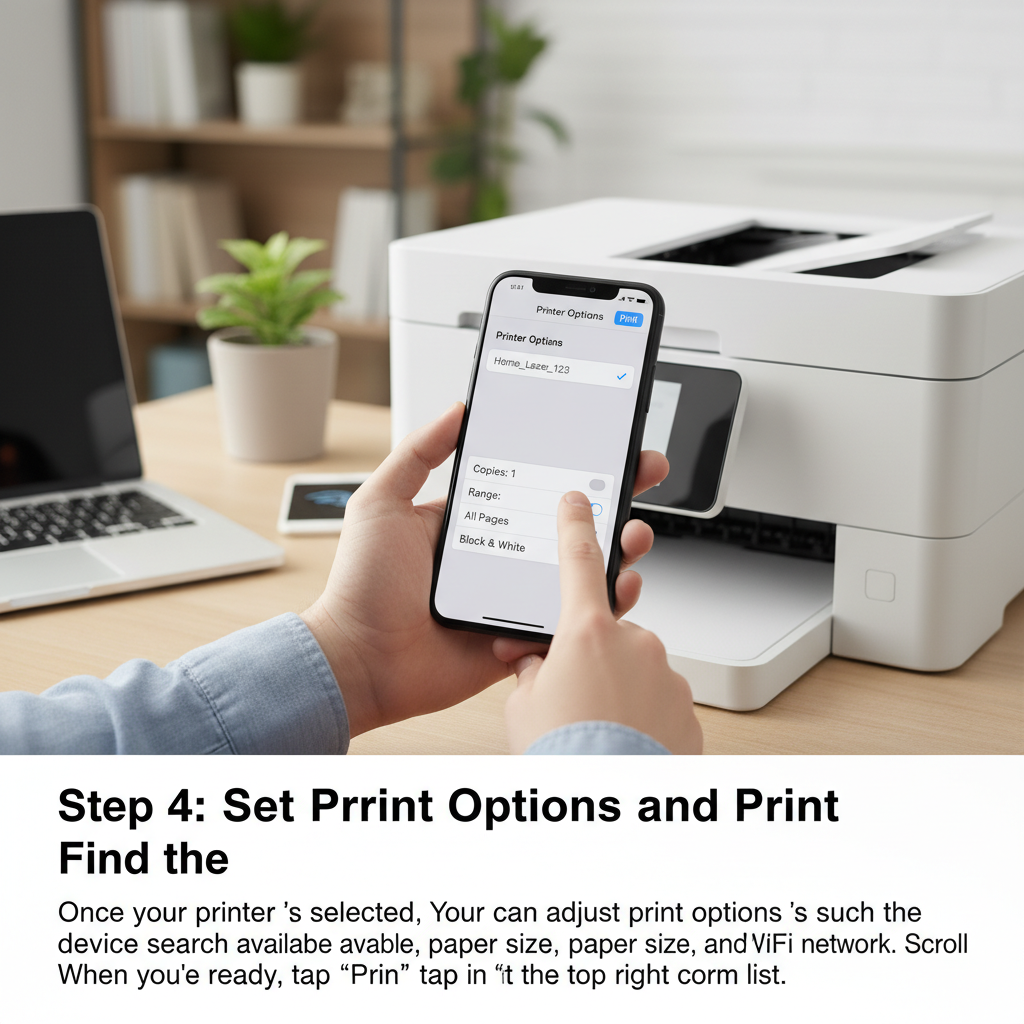 Printer Options
Print
Printer Options
Home_Lazer_123
Copies: 1
Range:
All Pages
Block & White
Step 4: Set Prrint Options and Print
Find the
Once your printer 's selected, Your can adjust print options 's such the
device search availabe avable, paper size, paper size, and WiFi network. Scroll
When you'e ready, tap “Prin” tap in the top right corm list.